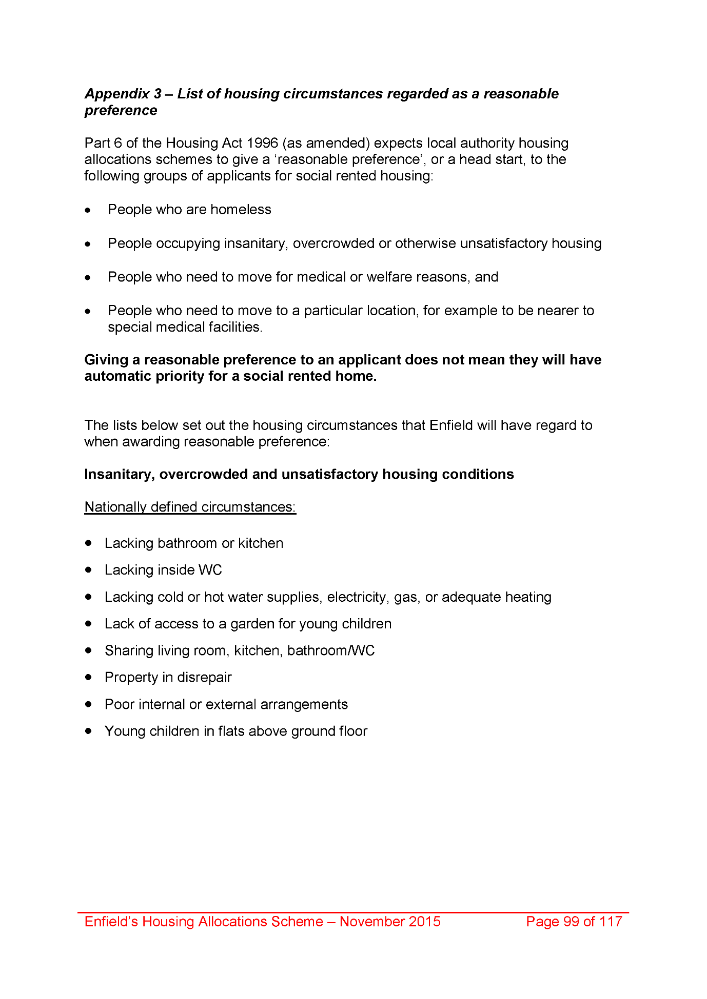 Appendix 3 – List of housing circumstances regarded as a reasonable
preference
Part 6 of the Housing Act 1996 (as amended) expects local authority housing
allocations schemes to give a ‘reasonable preference’, or a head start, to the
following groups of applicants for social rented housing:
• People who are homeless
• People occupying insanitary, overcrowded or otherwise unsatisfactory housing
• People who need to move for medical or welfare reasons, and
• People who need to move to a particular location, for example to be nearer to
special medical facilities.
Giving a reasonable preference to an applicant does not mean they will have
automatic priority for a social rented home.
The lists below set out the housing circumstances that Enfield will have regard to
when awarding reasonable preference:
Insanitary, overcrowded and unsatisfactory housing conditions
Nationally defined circumstances:
• Lacking bathroom or kitchen
• Lacking inside WC
• Lacking cold or hot water supplies, electricity, gas, or adequate heating
• Lack of access to a garden for young children
• Sharing living room, kitchen, bathroom/WC
• Property in disrepair
• Poor internal or external arrangements
• Young children in flats above ground floor
Enfield’s Housing Allocations Scheme – November 2015 Page 99 of 117